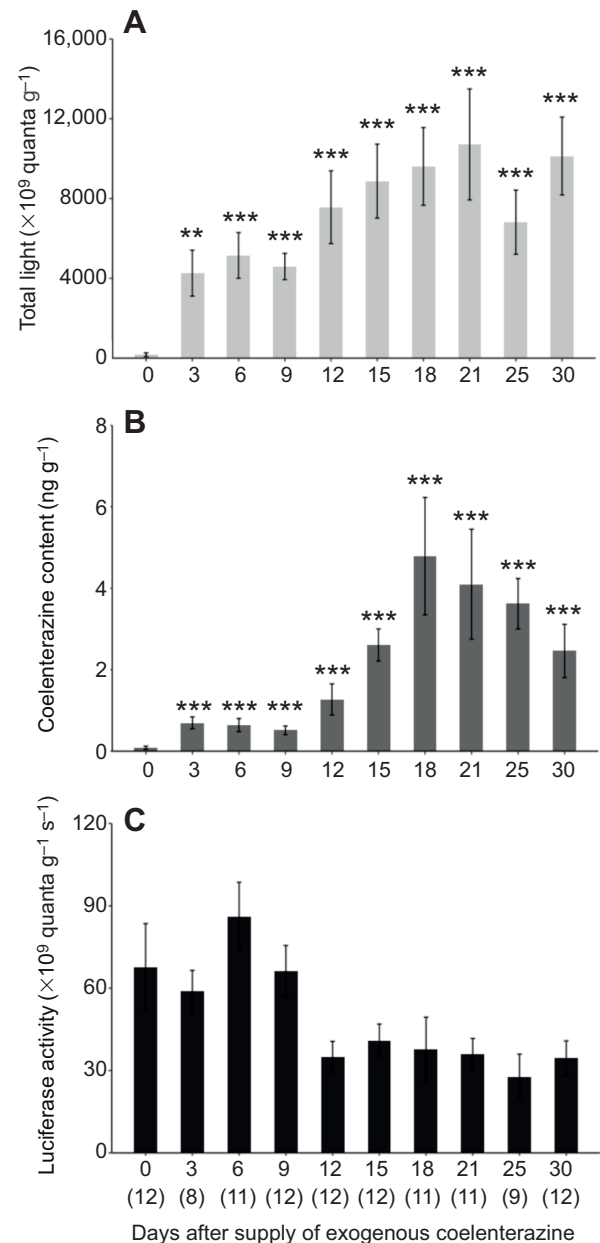 A
Total light (×10⁹ quanta g⁻¹)
16,000
12,000
8000
4000
0
** *** *** *** *** *** *** *** ***
0 3 6 9 12 15 18 21 25 30
B
Coelenterazine content (ng g⁻¹)
8
6
4
2
0
*** *** *** *** *** *** *** *** ***
0 3 6 9 12 15 18 21 25 30
C
Luciferase activity (×10⁹ quanta g⁻¹ s⁻¹)
120
90
60
30
0
0 3 6 9 12 15 18 21 25 30
(12) (8) (11) (12) (12) (12) (11) (11) (9) (12)
Days after supply of exogenous coelenterazine